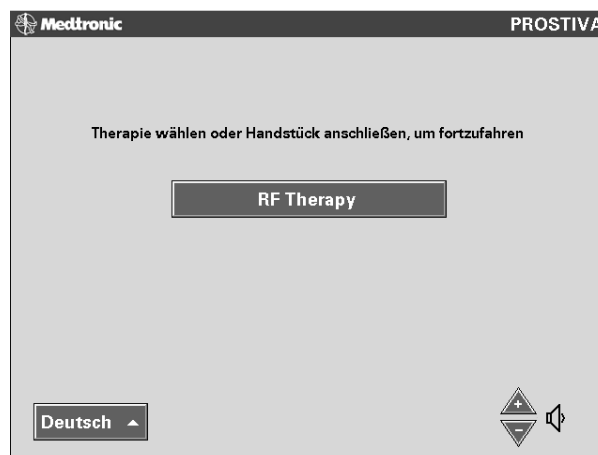 Medtronic PROSTIVA
Therapie wählen oder Handstück anschließen, um fortzufahren
RF Therapy
Deutsch
+
−